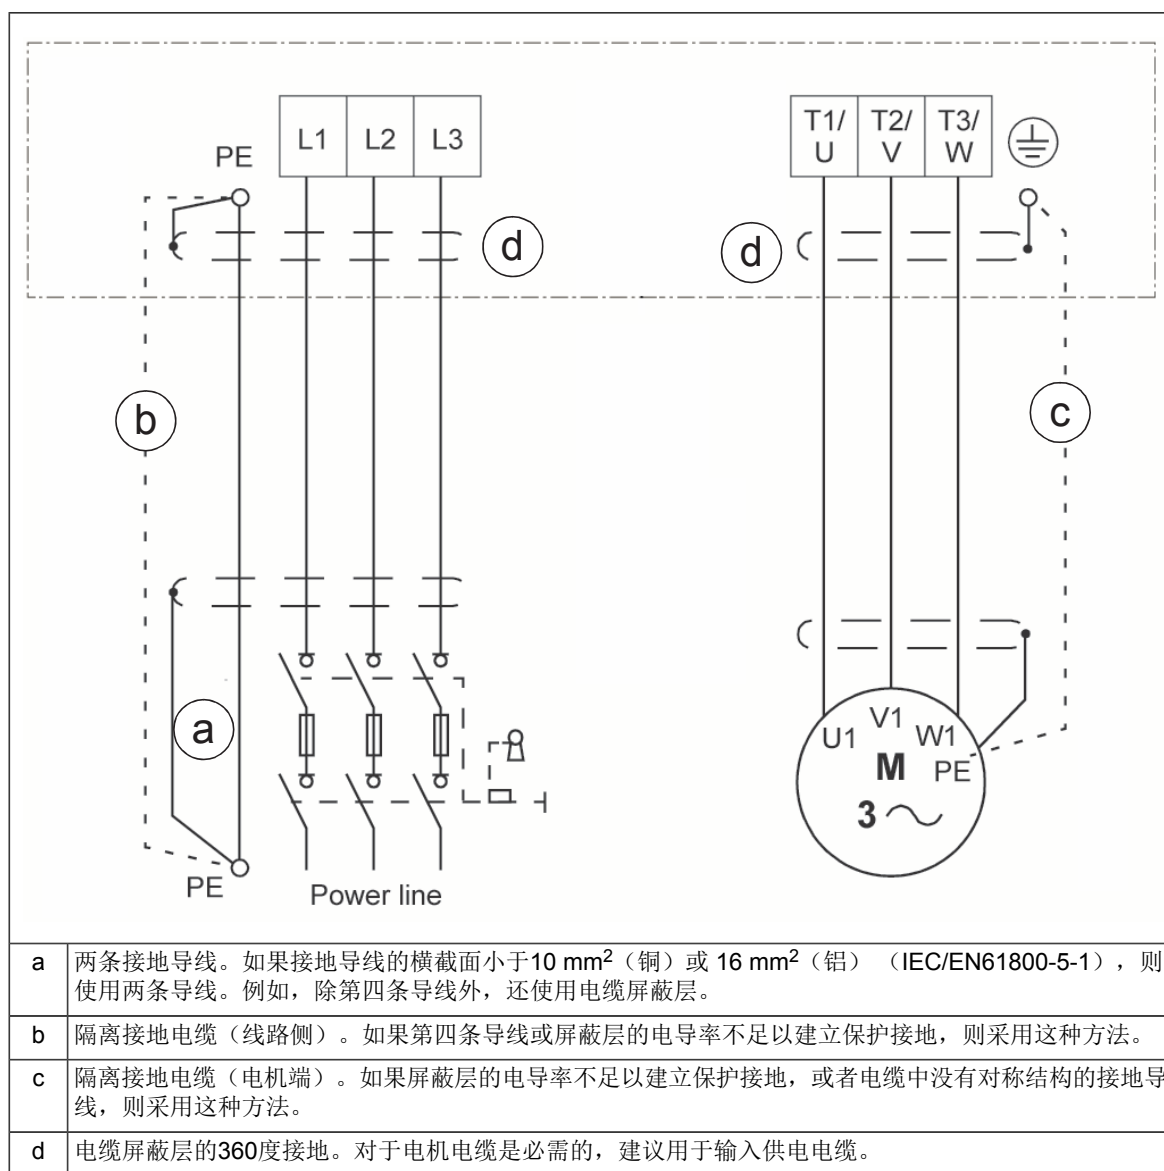 L1 L2 L3
PE
T1/ T2/ T3/
U V W
d
d
b
c
a
U1 V1 W1
M PE
3
PE
Power line
a 两条接地导线。如果接地导线的横截面小于10 mm²（铜）或 16 mm²（铝） （IEC/EN61800-5-1），则
使用两条导线。例如，除第四条导线外，还使用电缆屏蔽层。
b 隔离接地电缆（线路侧）。如果第四条导线或屏蔽层的电导率不足以建立保护接地，则采用这种方法。
c 隔离接地电缆（电机端）。如果屏蔽层的电导率不足以建立保护接地，或者电缆中没有对称结构的接地导
线，则采用这种方法。
d 电缆屏蔽层的360度接地。对于电机电缆是必需的，建议用于输入供电电缆。